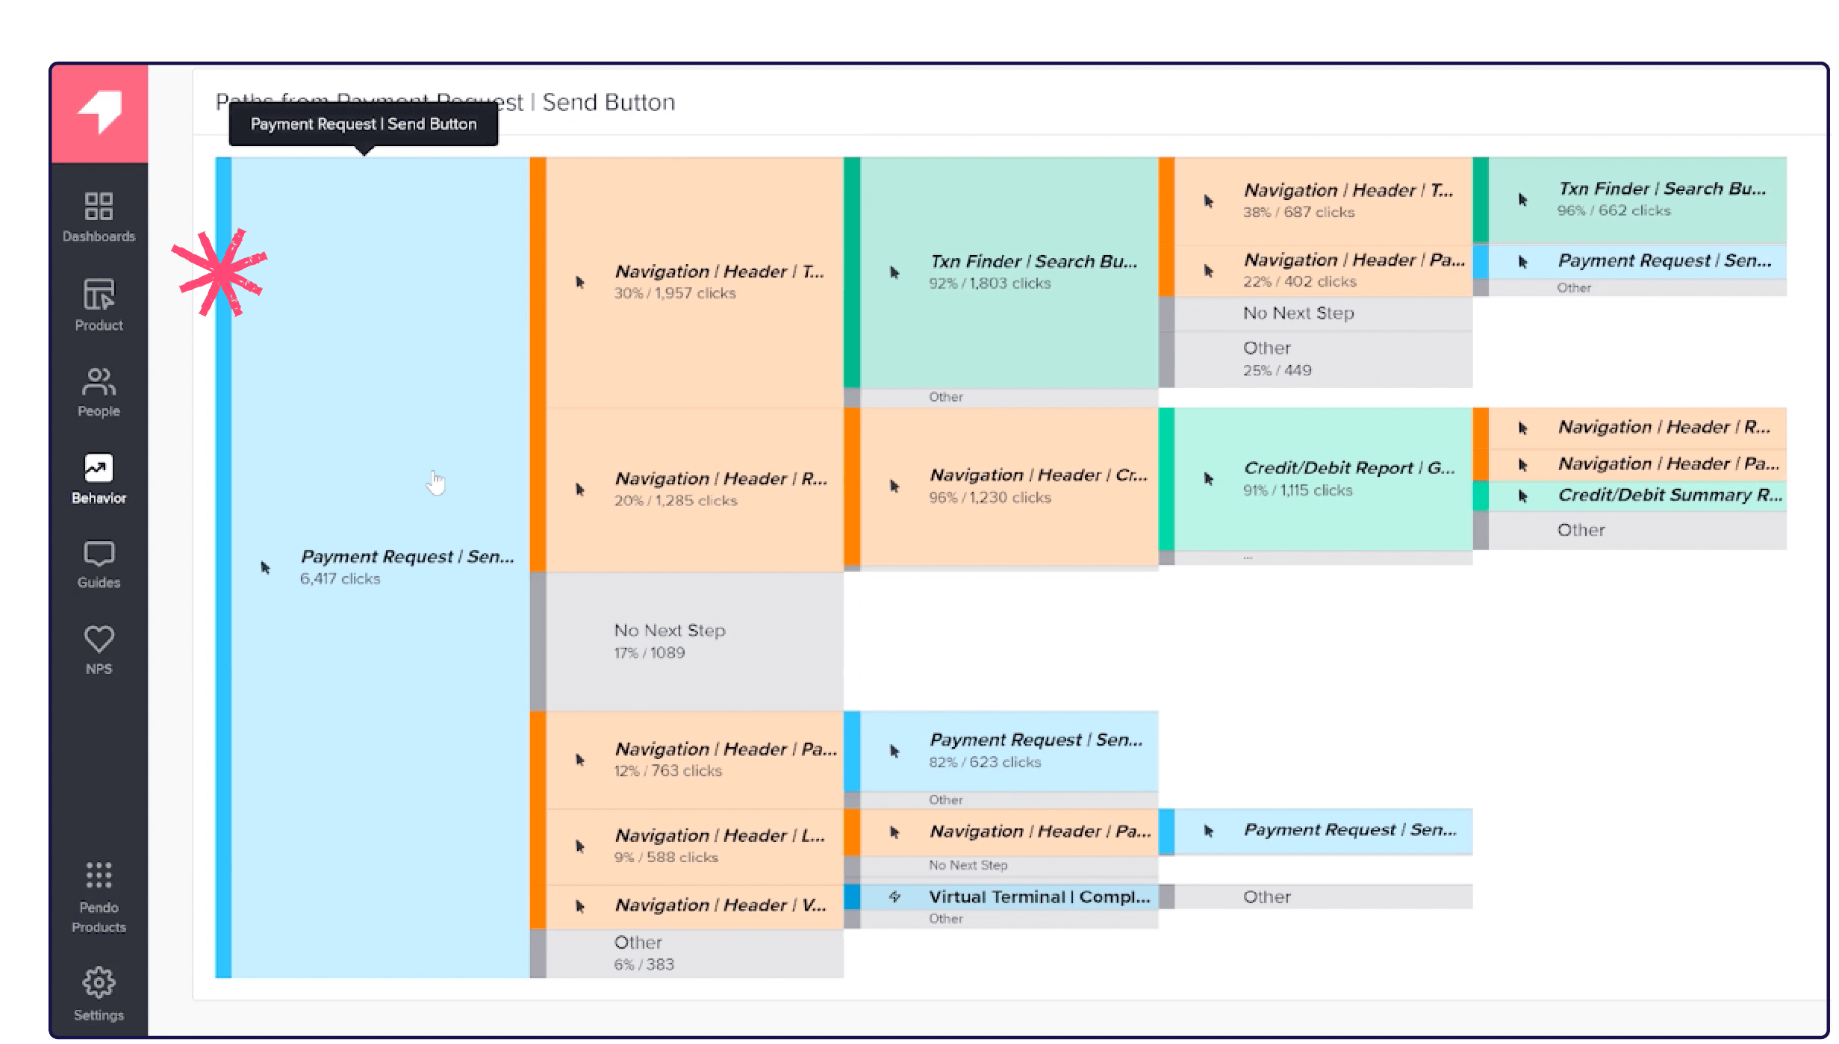 Paths from Payment Request | Send Button
Payment Request | Send Button
Dashboards
Product
People
Behavior
Guides
NPS
Pendo
Products
Settings
Payment Request | Sen...
6,417 clicks
Navigation | Header | T...
30% / 1,957 clicks
Navigation | Header | R...
20% / 1,285 clicks
No Next Step
17% / 1089
Navigation | Header | Pa...
12% / 763 clicks
Navigation | Header | L...
9% / 588 clicks
Navigation | Header | V...
Other
6% / 383
Txn Finder | Search Bu...
92% / 1,803 clicks
Other
Navigation | Header | Cr...
96% / 1,230 clicks
Payment Request | Sen...
82% / 623 clicks
Other
Navigation | Header | Pa...
No Next Step
Virtual Terminal | Compl...
Other
Navigation | Header | T...
38% / 687 clicks
Navigation | Header | Pa...
22% / 402 clicks
No Next Step
Other
25% / 449
Credit/Debit Report | G...
91% / 1,115 clicks
...
Payment Request | Sen...
Other
Txn Finder | Search Bu...
96% / 662 clicks
Payment Request | Sen...
Other
Navigation | Header | R...
Navigation | Header | Pa...
Credit/Debit Summary R...
Other